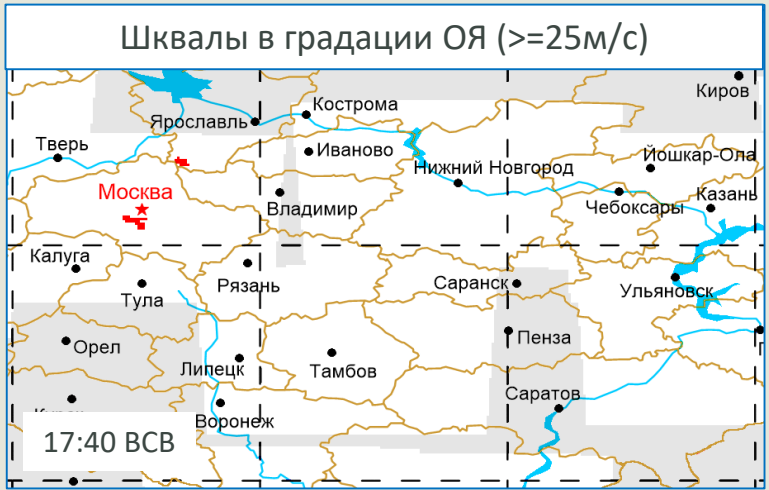 Шквалы в градации ОЯ (>=25м/с)
Киров
Кострома
Ярославль
Тверь
Иваново
Йошкар-Ола
Нижний Новгород
Москва
Владимир
Чебоксары
Казань
Калуга
Рязань
Саранск
Ульяновск
Тула
Пенза
Орел
Липецк
Тамбов
Саратов
Воронеж
17:40 ВСВ